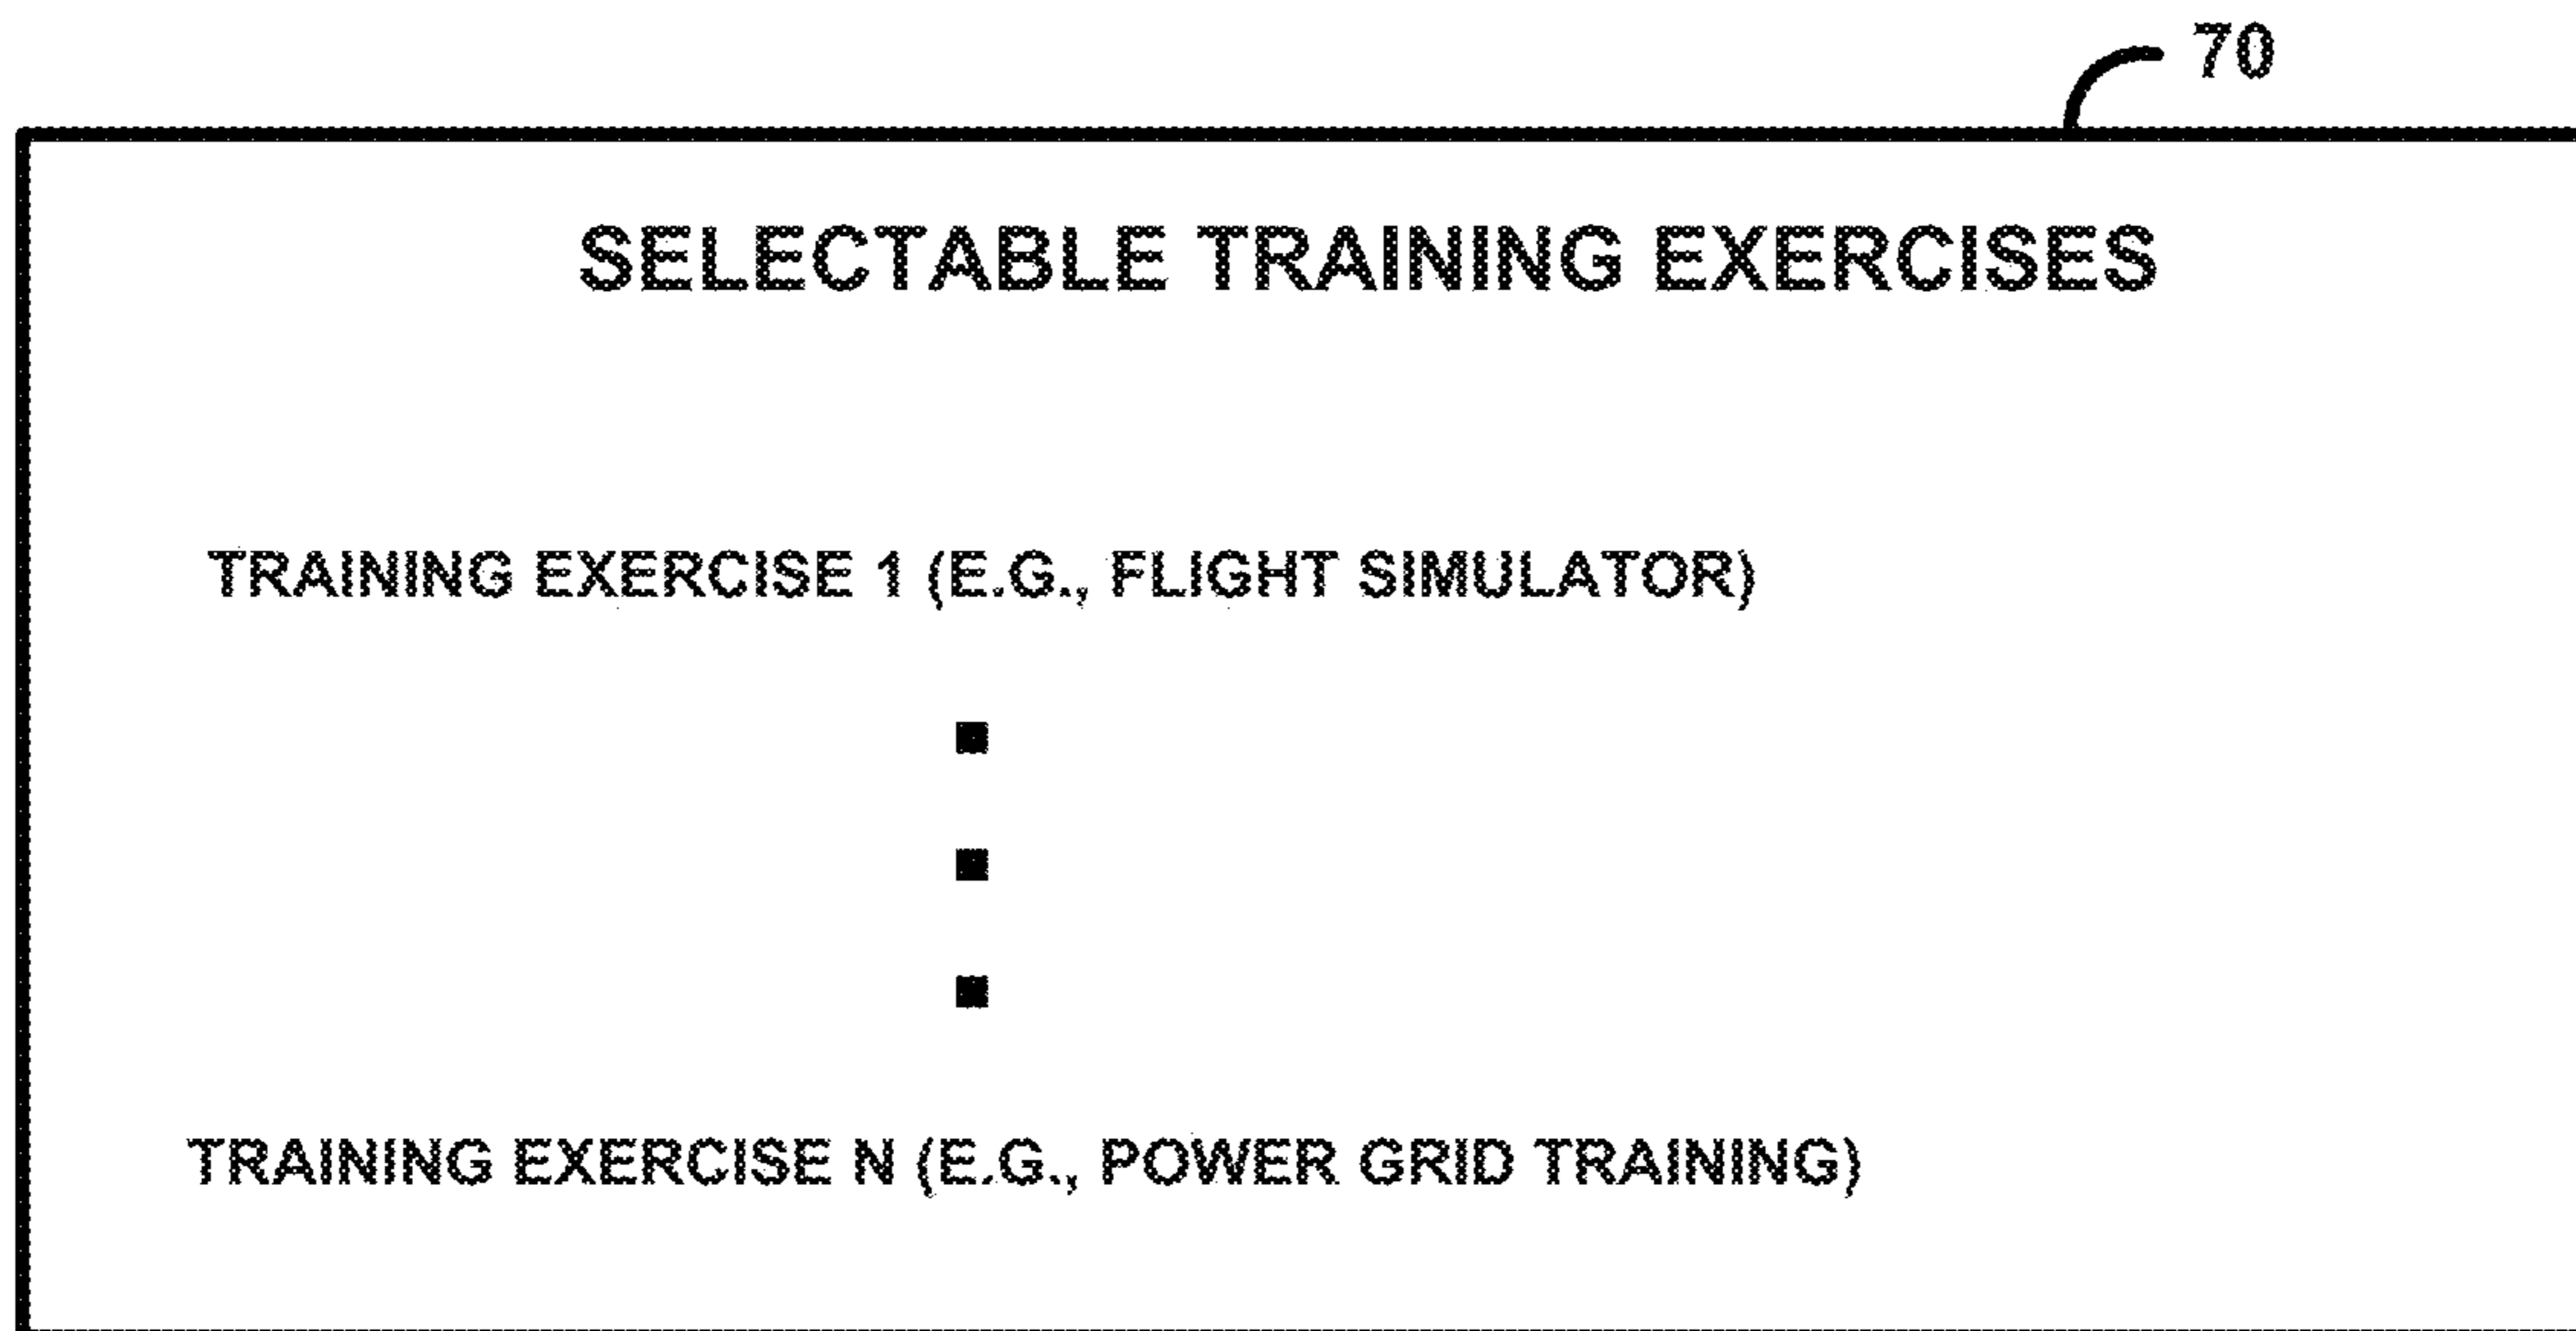 70
SELECTABLE TRAINING EXERCISES
TRAINING EXERCISE 1 (E.G., FLIGHT SIMULATOR)
TRAINING EXERCISE N (E.G., POWER GRID TRAINING)